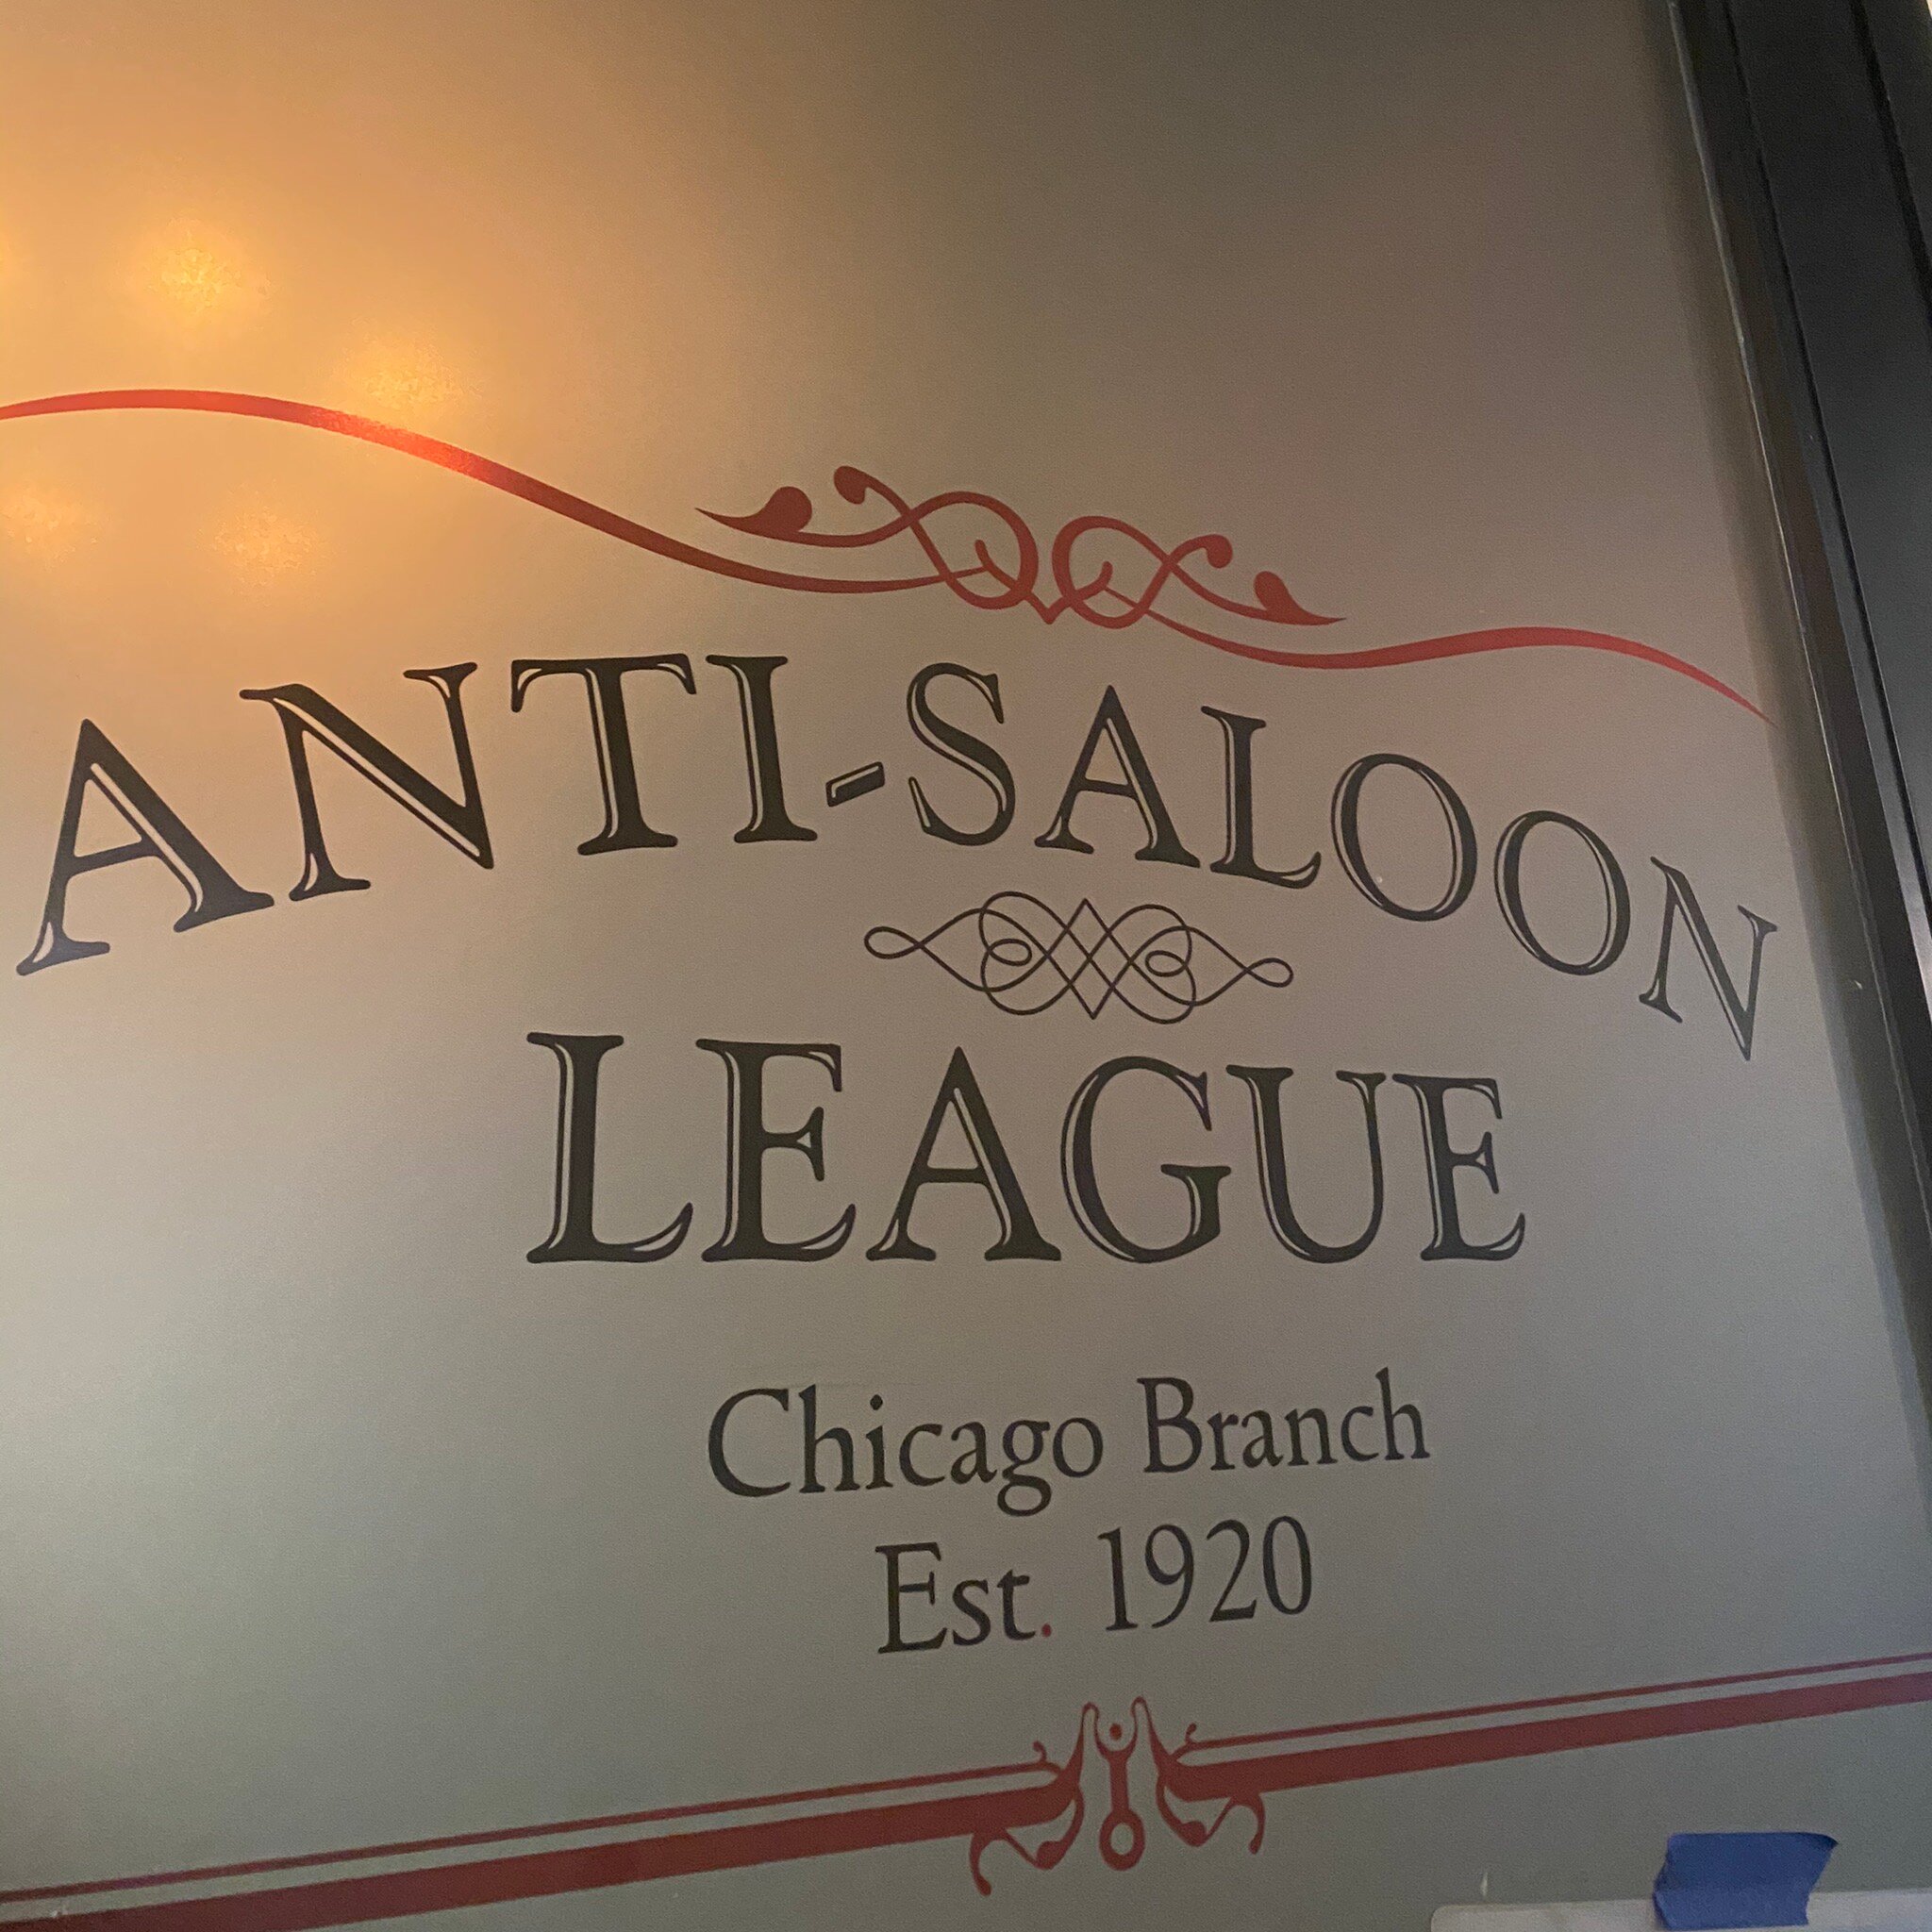 ANTI-SALOON
LEAGUE
Chicago Branch
Est. 1920